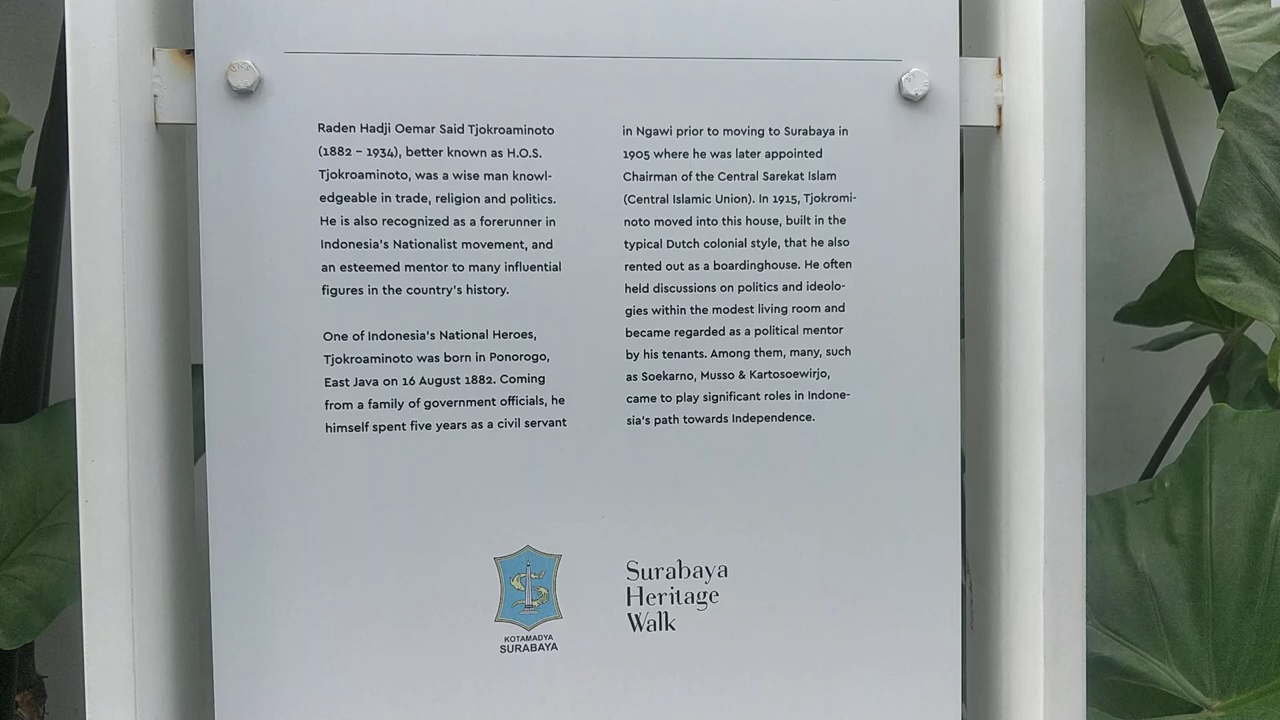 Raden Hadji Oemar Said Tjokroaminoto
(1882 – 1934), better known as H.O.S.
Tjokroaminoto, was a wise man knowl-
edgeable in trade, religion and politics.
He is also recognized as a forerunner in
Indonesia's Nationalist movement, and
an esteemed mentor to many influential
figures in the country's history.
One of Indonesia's National Heroes,
Tjokroaminoto was born in Ponorogo,
East Java on 16 August 1882. Coming
from a family of government officials, he
himself spent five years as a civil servant
in Ngawi prior to moving to Surabaya in
1905 where he was later appointed
Chairman of the Central Sarekat Islam
(Central Islamic Union). In 1915, Tjokromi-
noto moved into this house, built in the
typical Dutch colonial style, that he also
rented out as a boardinghouse. He often
held discussions on politics and ideolo-
gies within the modest living room and
became regarded as a political mentor
by his tenants. Among them, many, such
as Soekarno, Musso & Kartosoewirjo,
came to play significant roles in Indone-
sia's path towards Independence.
KOTAMADYA
SURABAYA
Surabaya
Heritage
Walk